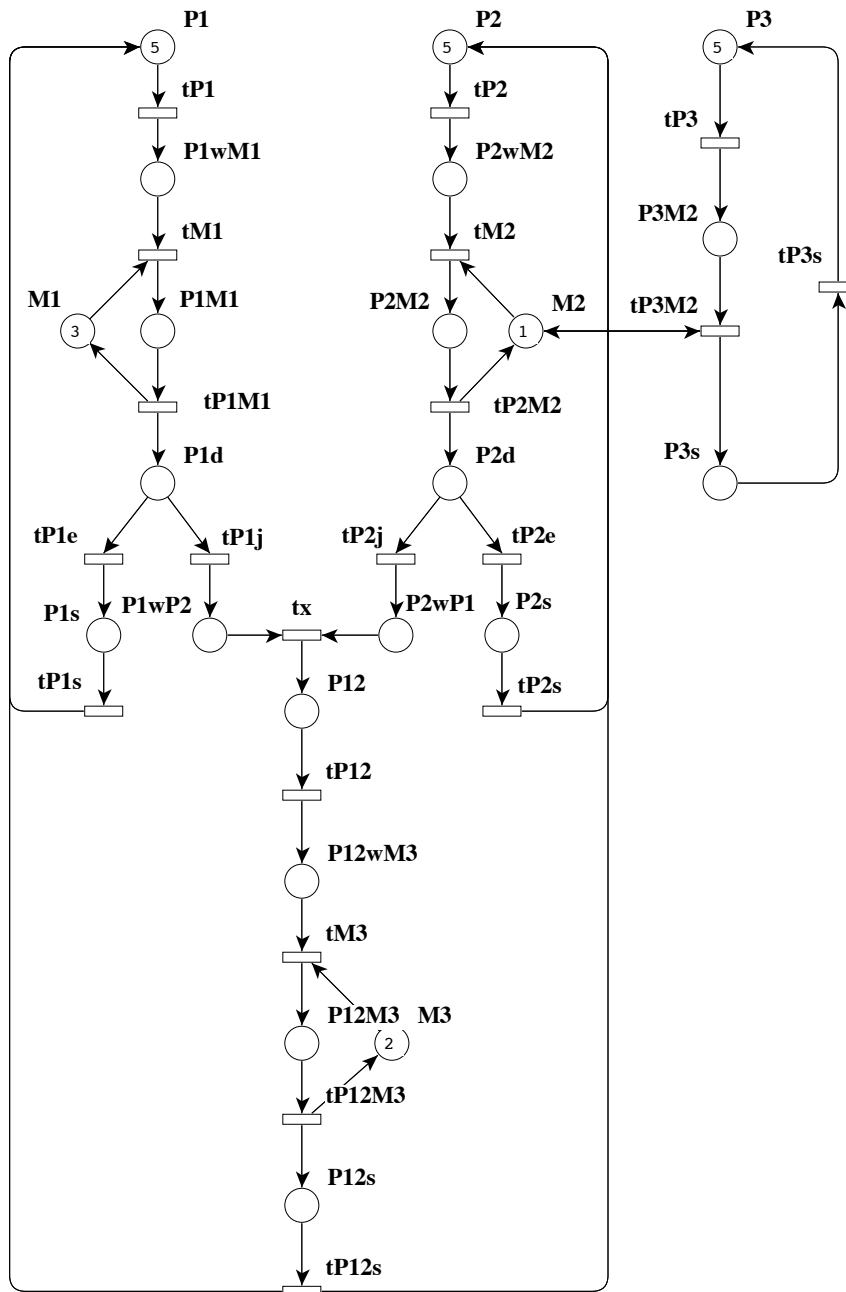 P1 P2 P3
5 5 5
tP1 tP2
tP3
P1wM1 P2wM2
P3M2
tM1 tM2
tP3s
M1 P1M1 P2M2 M2 tP3M2
3 1
tP1M1 tP2M2
P1d P2d P3s
tP1e tP1j tP2j tP2e
P1s P1wP2 tx P2wP1 P2s
tP1s P12 tP2s
tP12
P12wM3
tM3
P12M3 M3
2
tP12M3
P12s
tP12s